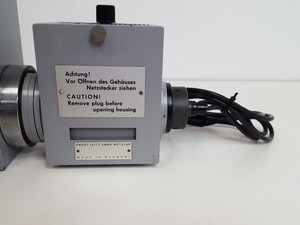 Achtung!
Vor Öffnen des Gehäuses
Netzstecker ziehen
CAUTION!
Remove plug before
opening housing
ERNST LEITZ GMBH WETZLAR
MADE IN GERMANY